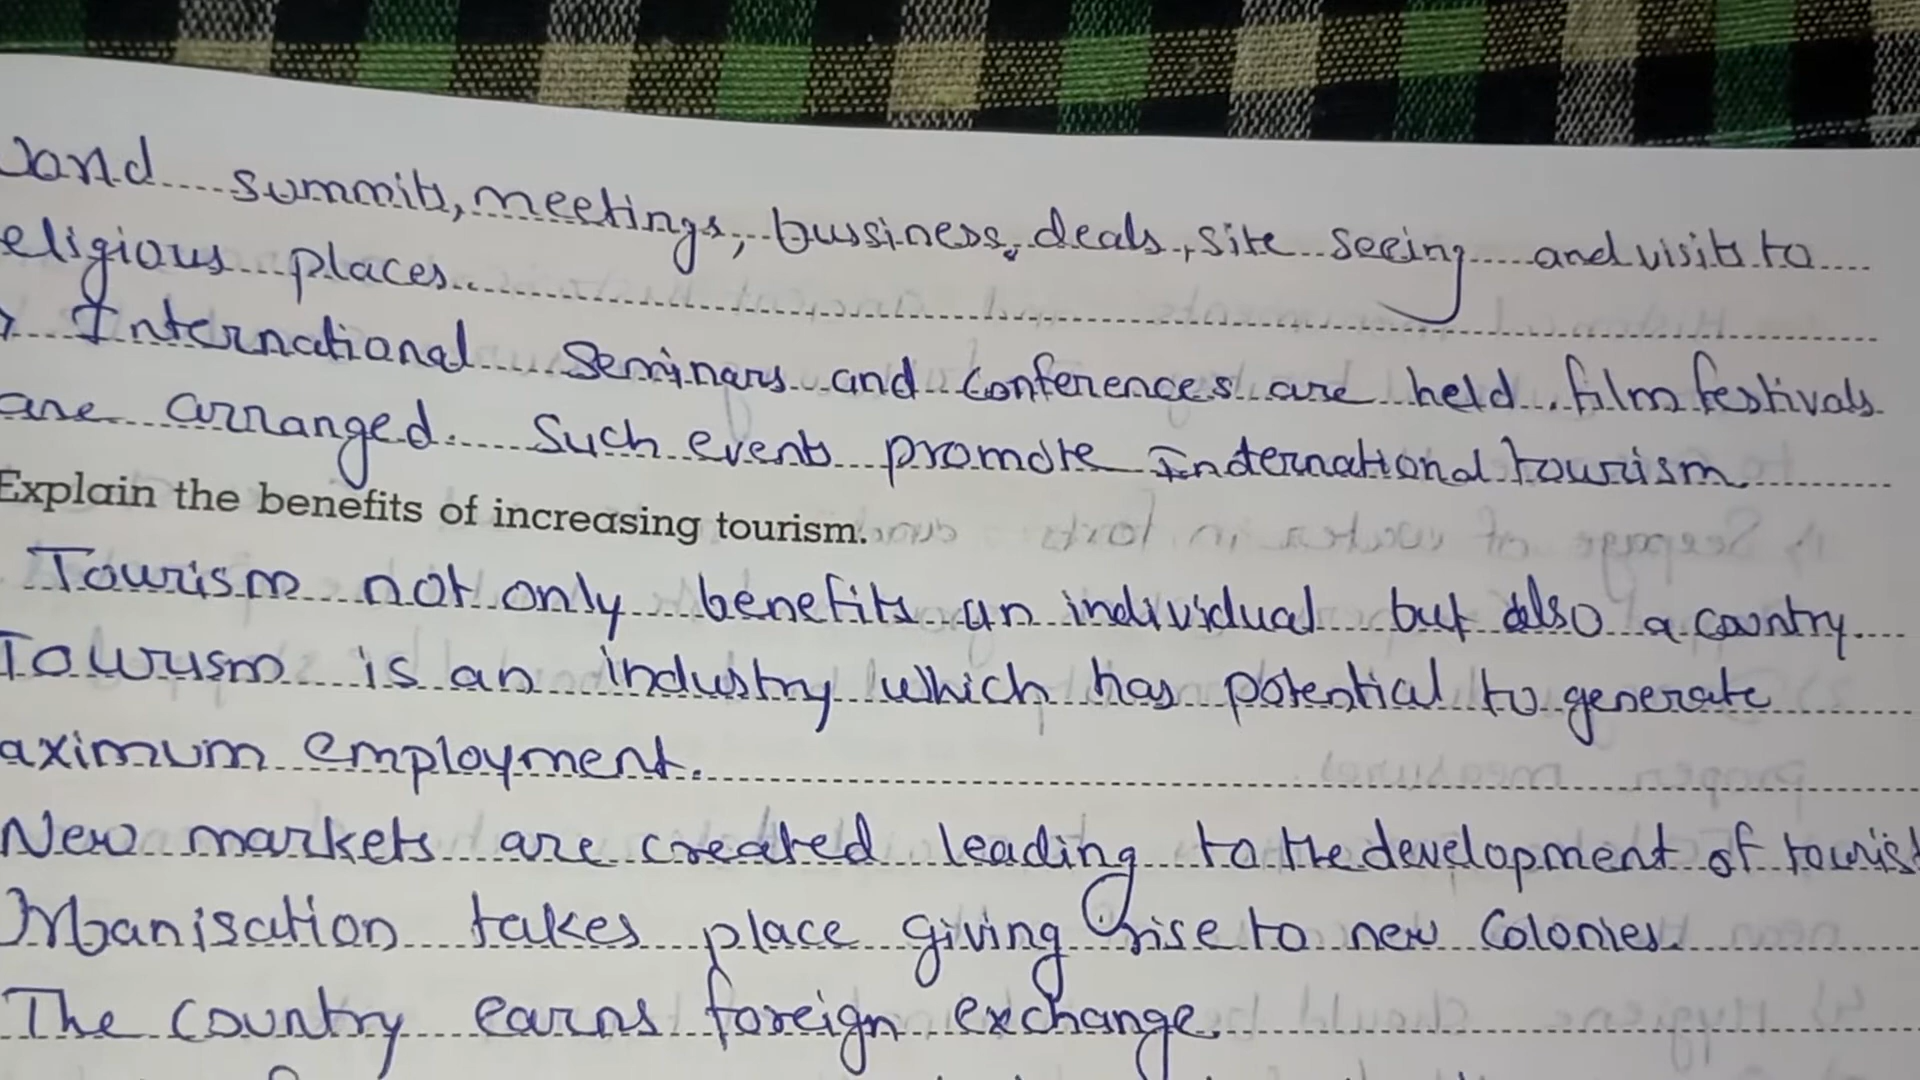 and summits, meetings, bussiness, deals, site seeing and visits to
eligious places.
International Seminars and conferences are held. film festivals
are arranged. Such events promote International tourism.
Explain the benefits of increasing tourism.
Tourism not only benefits an individual but also a country.
Tourism is an industry which has potential to generate
aximum employment.
New markets are created leading to the development of tourist
Urbanisation takes place giving rise to new Colonies.
The country earns foreign exchange.